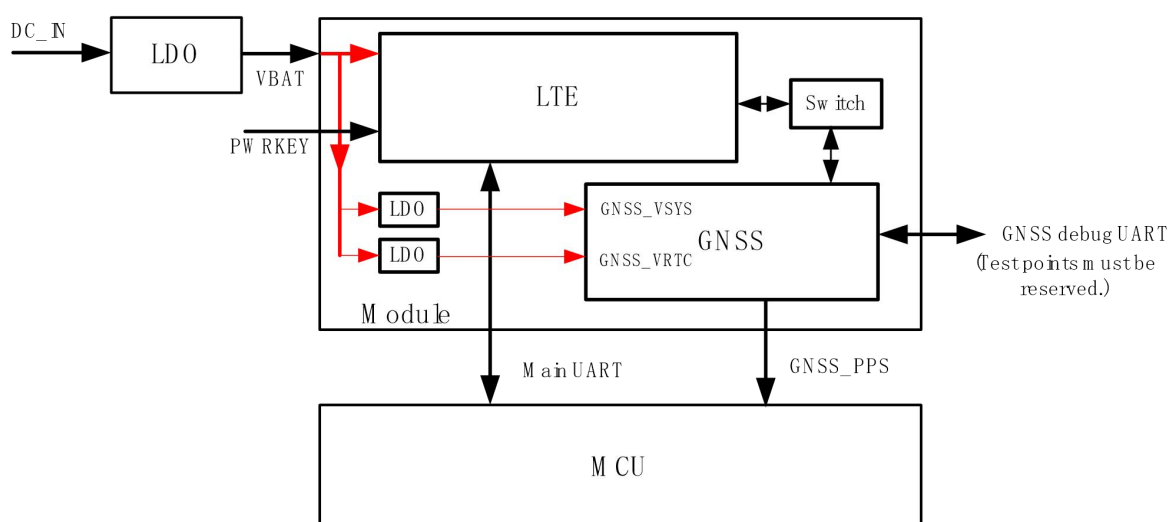 DC_IN
LDO
VBAT
PWRKEY
LTE
Switch
LDO
GNSS_VSYS
GNSS
LDO
GNSS_VRTC
GNSS debug UART
(Test points must be
reserved.)
Module
Main UART
GNSS_PPS
MCU